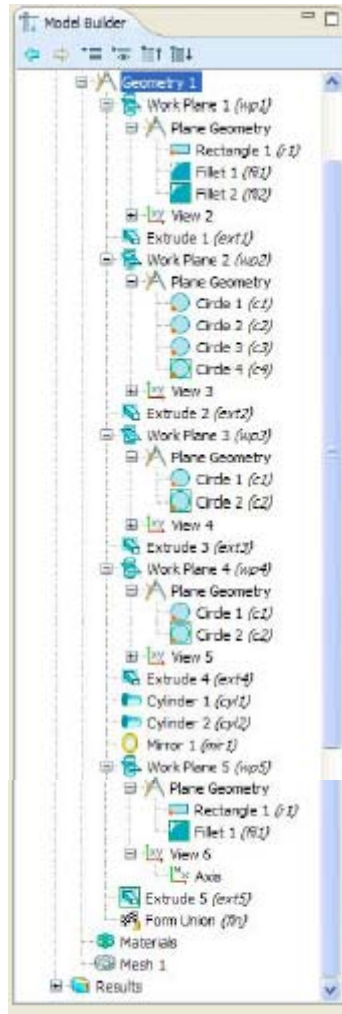 Model Builder
Geometry 1
Work Plane 1 (wp1)
Plane Geometry
Rectangle 1 (r1)
Fillet 1 (fil1)
Fillet 2 (fil2)
View 2
Extrude 1 (ext1)
Work Plane 2 (wp2)
Plane Geometry
Circle 1 (c1)
Circle 2 (c2)
Circle 3 (c3)
Circle 4 (c4)
View 3
Extrude 2 (ext2)
Work Plane 3 (wp3)
Plane Geometry
Circle 1 (c1)
Circle 2 (c2)
View 4
Extrude 3 (ext3)
Work Plane 4 (wp4)
Plane Geometry
Circle 1 (c1)
Circle 2 (c2)
View 5
Extrude 4 (ext4)
Cylinder 1 (cyl1)
Cylinder 2 (cyl2)
Mirror 1 (mir1)
Work Plane 5 (wp5)
Plane Geometry
Rectangle 1 (r1)
Fillet 1 (fil1)
View 6
Axis
Extrude 5 (ext5)
Form Union (fin)
Materials
Mesh 1
Results